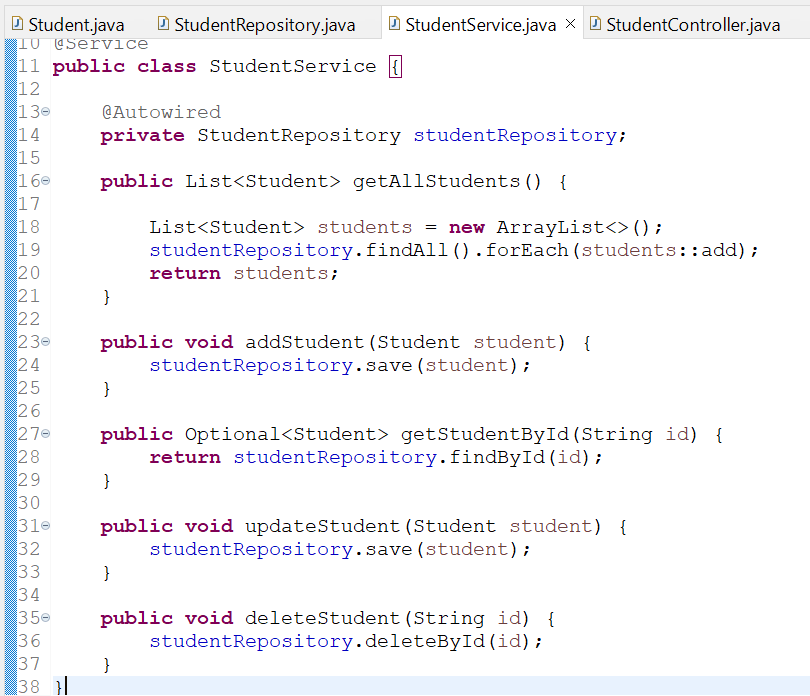 Student.java StudentRepository.java StudentService.java StudentController.java
10 @Service
11 public class StudentService {
12
13 @Autowired
14 private StudentRepository studentRepository;
15
16 public List<Student> getAllStudents() {
17
18 List<Student> students = new ArrayList<>();
19 studentRepository.findAll().forEach(students::add);
20 return students;
21 }
22
23 public void addStudent(Student student) {
24 studentRepository.save(student);
25 }
26
27 public Optional<Student> getStudentById(String id) {
28 return studentRepository.findById(id);
29 }
30
31 public void updateStudent(Student student) {
32 studentRepository.save(student);
33 }
34
35 public void deleteStudent(String id) {
36 studentRepository.deleteById(id);
37 }
38 }